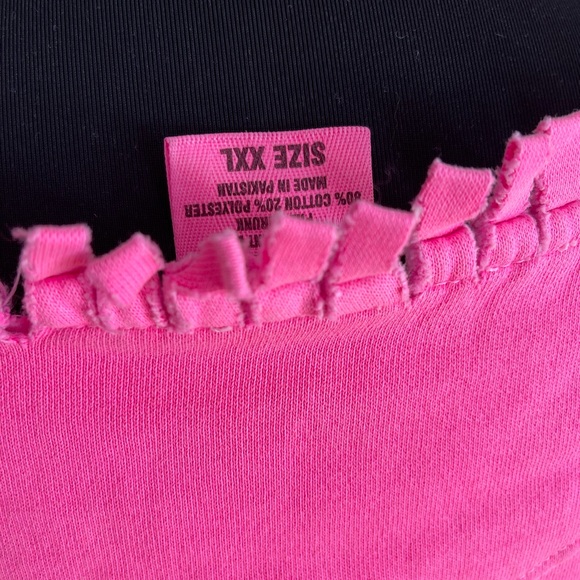 80% COTTON 20% POLYESTER
MADE IN PAKISTAN
SIZE XXL